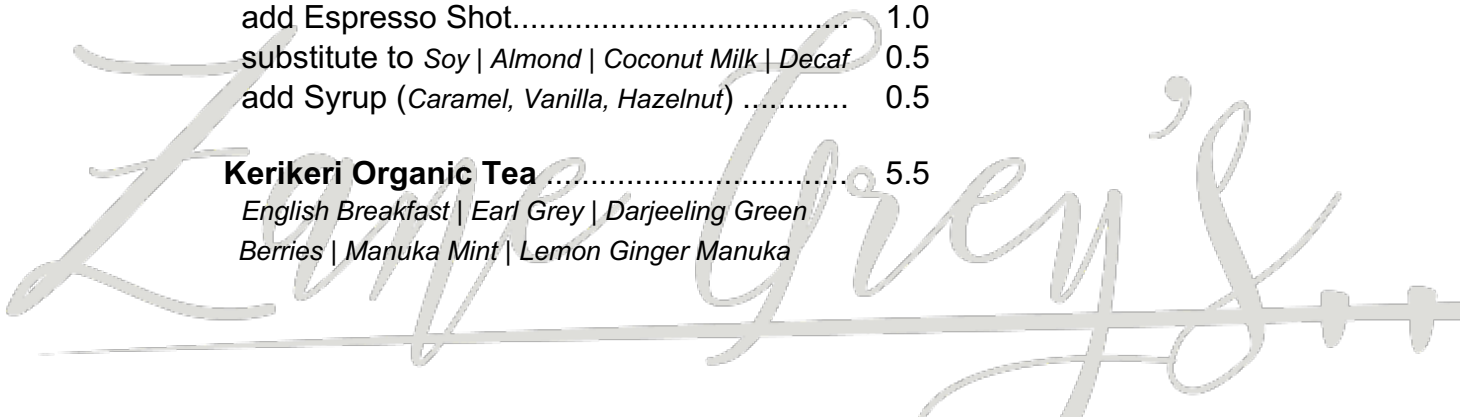 add Espresso Shot..................................... 1.0
substitute to Soy | Almond | Coconut Milk | Decaf 0.5
add Syrup (Caramel, Vanilla, Hazelnut) ............ 0.5
Kerikeri Organic Tea .................................. 5.5
English Breakfast | Earl Grey | Darjeeling Green
Berries | Manuka Mint | Lemon Ginger Manuka
Zane Grey's